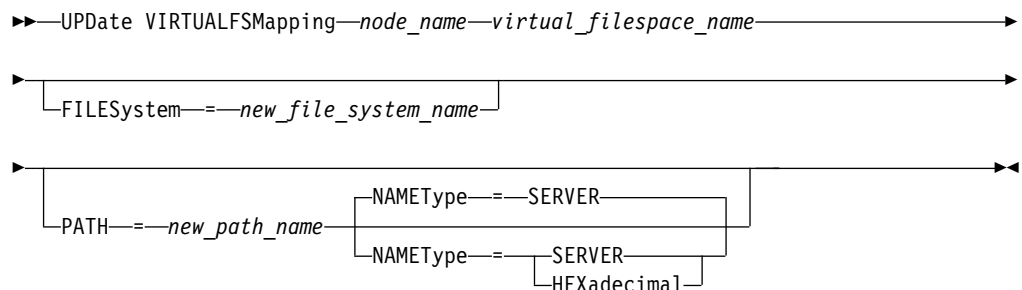 UPDate VIRTUALFSMapping node_name virtual_filespace_name
FILESystem = new_file_system_name
NAMEType = SERVER
PATH = new_path_name
NAMEType = SERVER
HEXadecimal